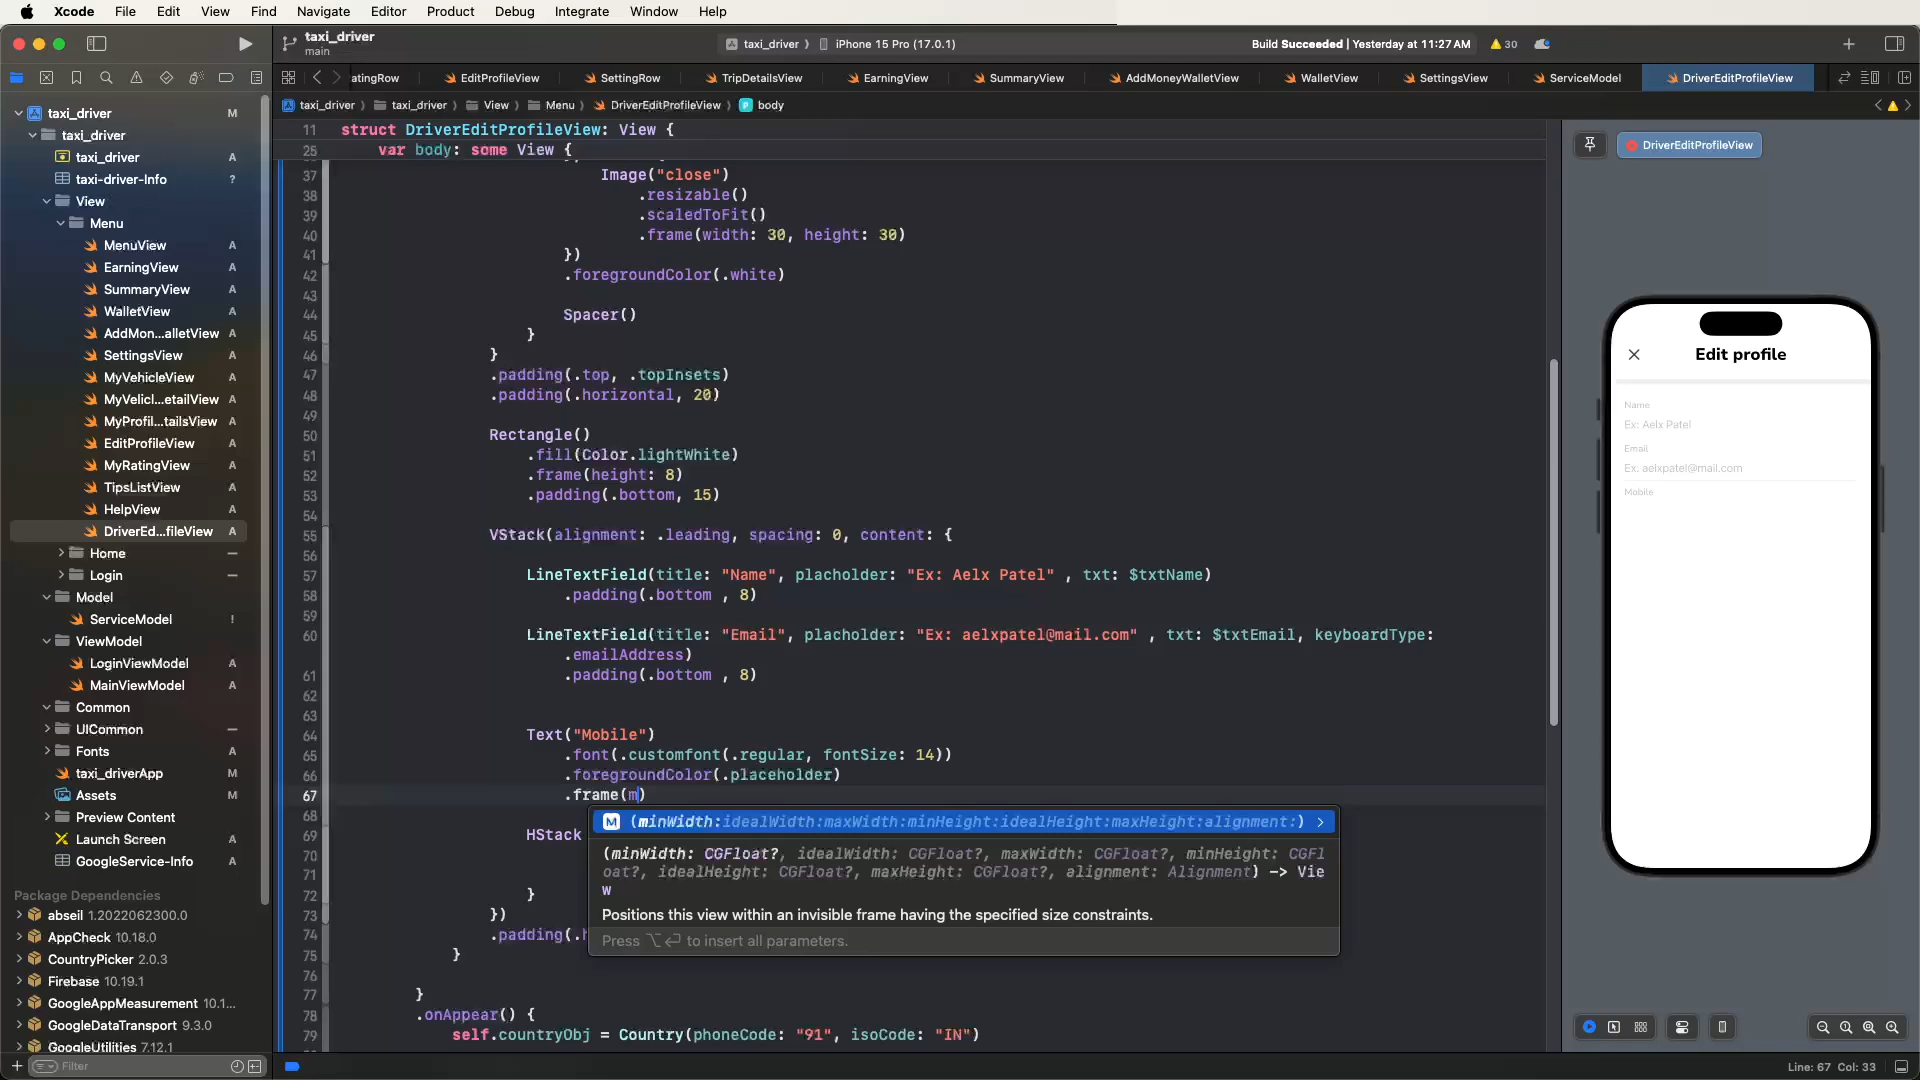 Xcode File Edit View Find Navigate Editor Product Debug Integrate Window Help
taxi_driver
main
taxi_driver iPhone 15 Pro (17.0.1)
Build Succeeded | Yesterday at 11:27 AM 30
atingRow EditProfileView SettingRow TripDetailsView EarningView SummaryView AddMoneyWalletView WalletView SettingsView ServiceModel DriverEditProfileView
taxi_driver taxi_driver View Menu DriverEditProfileView body
taxi_driver M
taxi_driver
taxi_driver A
taxi-driver-Info ?
View
Menu
MenuView A
EarningView A
SummaryView A
WalletView A
AddMon...alletView A
SettingsView A
MyVehicleView A
MyVelicl...etailView A
MyProfil...tailsView A
EditProfileView A
MyRatingView A
TipsListView A
HelpView A
DriverEd...fileView A
Home
Login
Model
ServiceModel !
ViewModel
LoginViewModel A
MainViewModel A
Common
UICommon
Fonts A
taxi_driverApp M
Assets M
Preview Content
Launch Screen A
GoogleService-Info A
Package Dependencies
abseil 1.2022062300.0
AppCheck 10.18.0
CountryPicker 2.0.3
Firebase 10.19.1
GoogleAppMeasurement 10.1...
GoogleDataTransport 9.3.0
GoogleUtilities 7.12.1
Filter
11 struct DriverEditProfileView: View {
25 var body: some View {
37 Image("close")
38 .resizable()
39 .scaledToFit()
40 .frame(width: 30, height: 30)
41 })
42 .foregroundColor(.white)
43
44 Spacer()
45 }
46 }
47 .padding(.top, .topInsets)
48 .padding(.horizontal, 20)
49
50 Rectangle()
51 .fill(Color.lightWhite)
52 .frame(height: 8)
53 .padding(.bottom, 15)
54
55 VStack(alignment: .leading, spacing: 0, content: {
56
57 LineTextField(title: "Name", placholder: "Ex: Aelx Patel" , txt: $txtName)
58 .padding(.bottom , 8)
59
60 LineTextField(title: "Email", placholder: "Ex: aelxpatel@mail.com" , txt: $txtEmail, keyboardType:
.emailAddress)
61 .padding(.bottom , 8)
62
63
64 Text("Mobile")
65 .font(.customfont(.regular, fontSize: 14))
66 .foregroundColor(.placeholder)
67 .frame(m)
68
69 HStack
70
71
72 }
73 })
74 .padding(.h
75 }
76
77 }
78 .onAppear() {
79 self.countryObj = Country(phoneCode: "91", isoCode: "IN")
M (minWidth:idealWidth:maxWidth:minHeight:idealHeight:maxHeight:alignment:)
(minWidth: CGFloat?, idealWidth: CGFloat?, maxWidth: CGFloat?, minHeight: CGFl
oat?, idealHeight: CGFloat?, maxHeight: CGFloat?, alignment: Alignment) -> Vie
w
Positions this view within an invisible frame having the specified size constraints.
Press ⌥↩ to insert all parameters.
DriverEditProfileView
Edit profile
Name
Ex: Aelx Patel
Email
Ex: aelxpatel@mail.com
Mobile
Line: 67 Col: 33